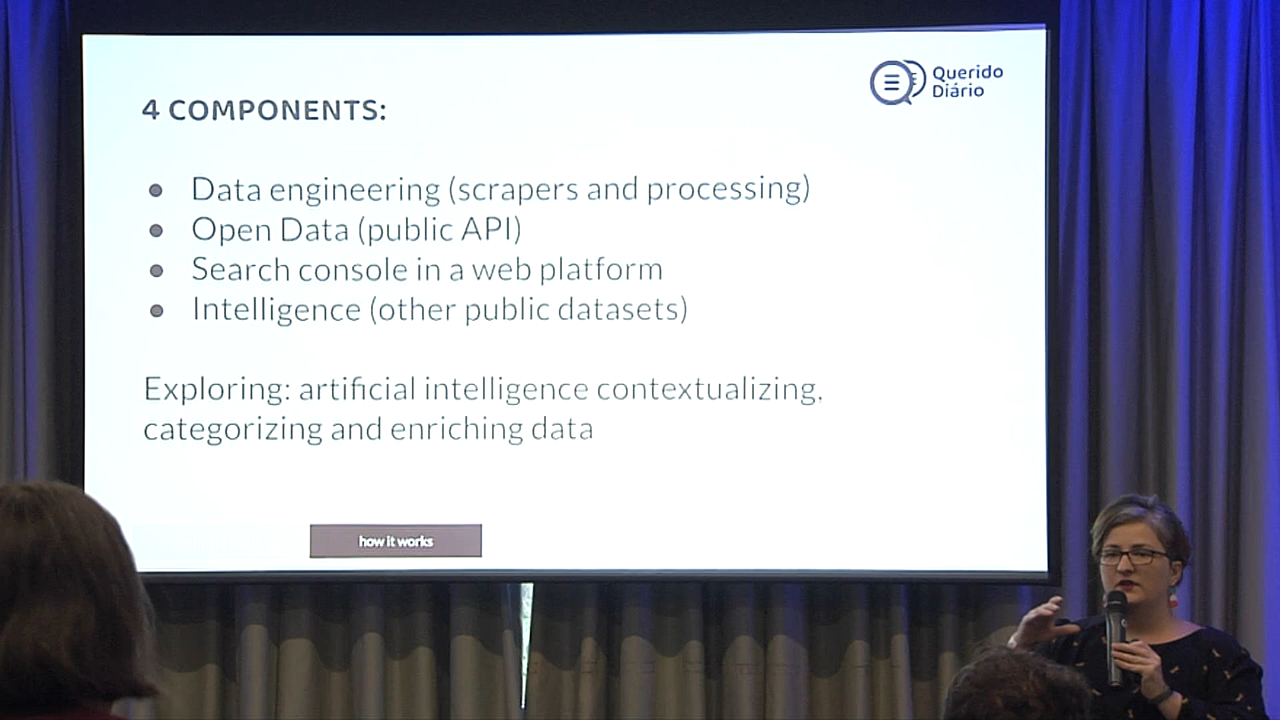 Querido
Diário
4 COMPONENTS:
Data engineering (scrapers and processing)
Open Data (public API)
Search console in a web platform
Intelligence (other public datasets)
Exploring: artificial intelligence contextualizing,
categorizing and enriching data
how it works